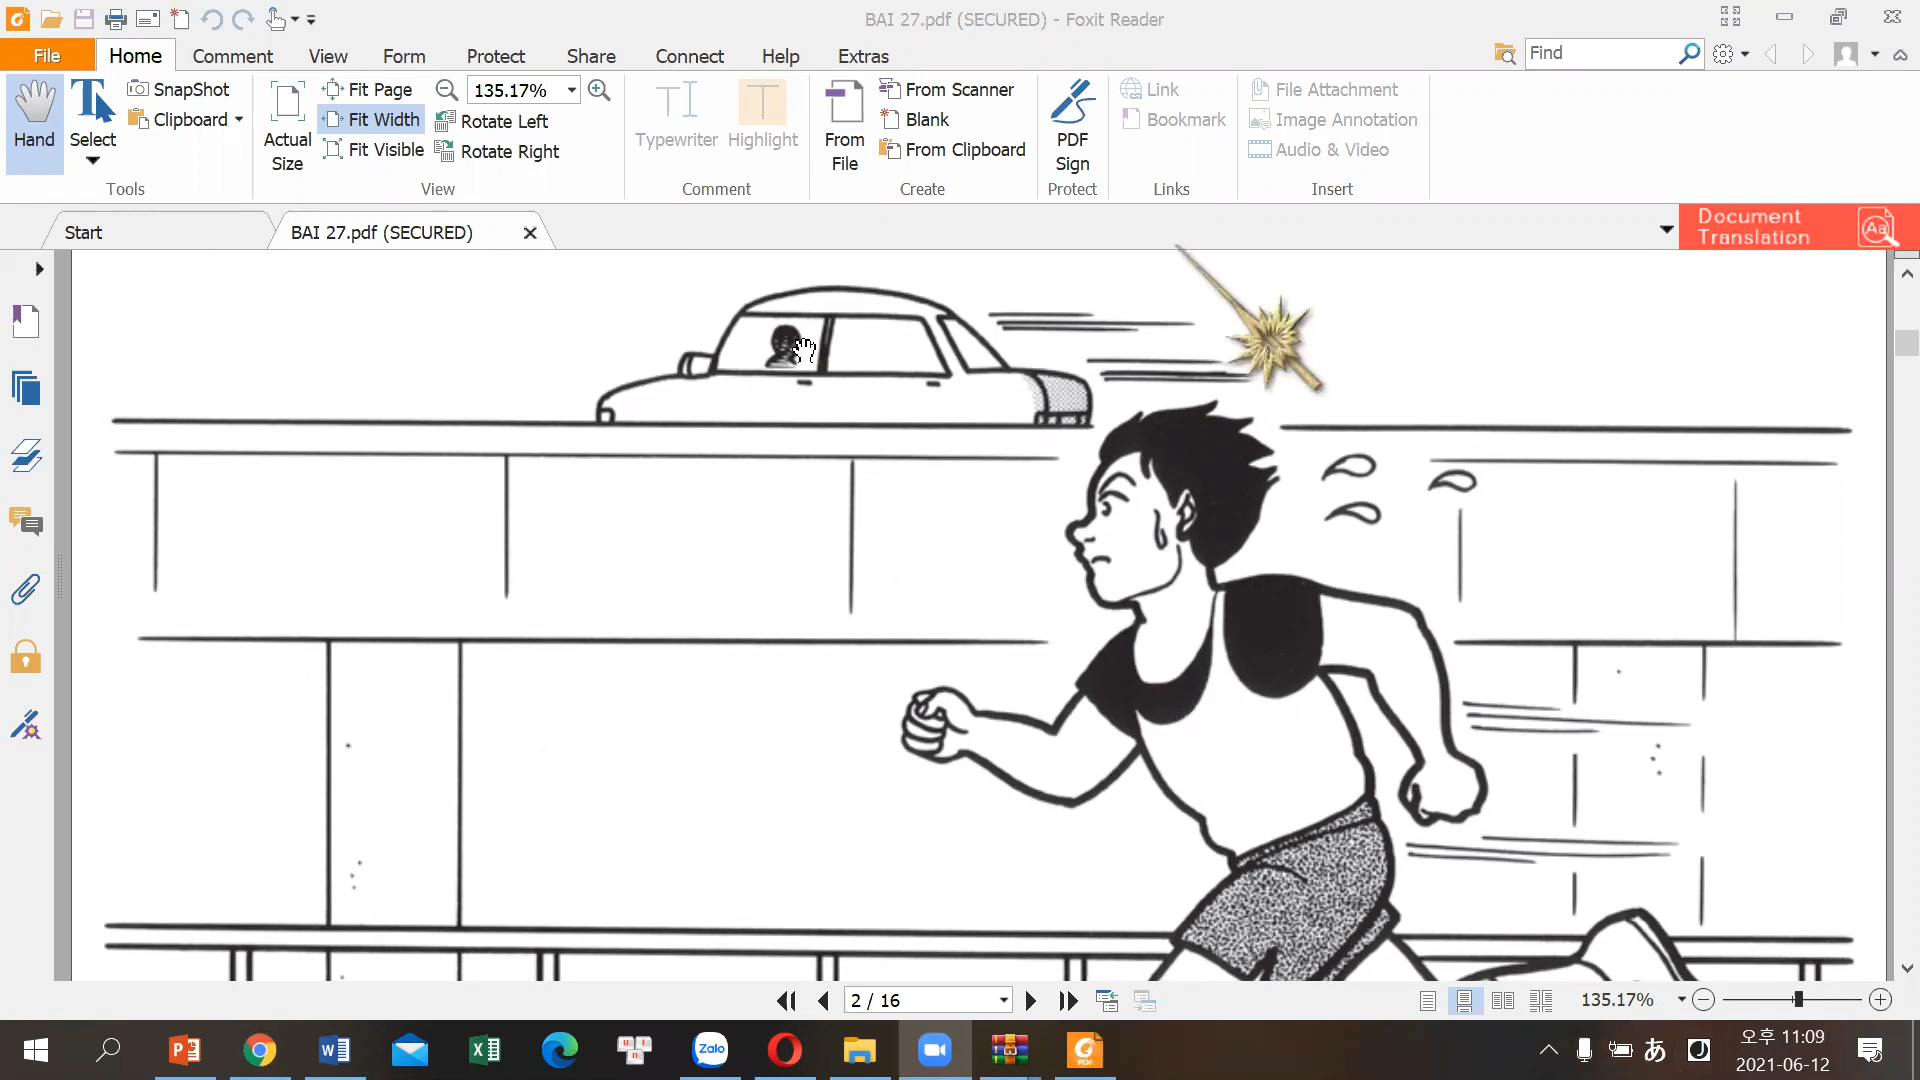 BAI 27.pdf (SECURED) - Foxit Reader
File Home Comment View Form Protect Share Connect Help Extras
Find
Hand
Select
SnapShot
Clipboard
Tools
Actual Size
Fit Page
Fit Width
Fit Visible
135.17%
Rotate Left
Rotate Right
View
Typewriter
Highlight
Comment
From File
From Scanner
Blank
From Clipboard
Create
PDF Sign
Protect
Link
Bookmark
Links
File Attachment
Image Annotation
Audio & Video
Insert
Start
BAI 27.pdf (SECURED)
Document Translation
Aa
2 / 16
135.17%
Zalo
PDF
あ
오후 11:09
2021-06-12